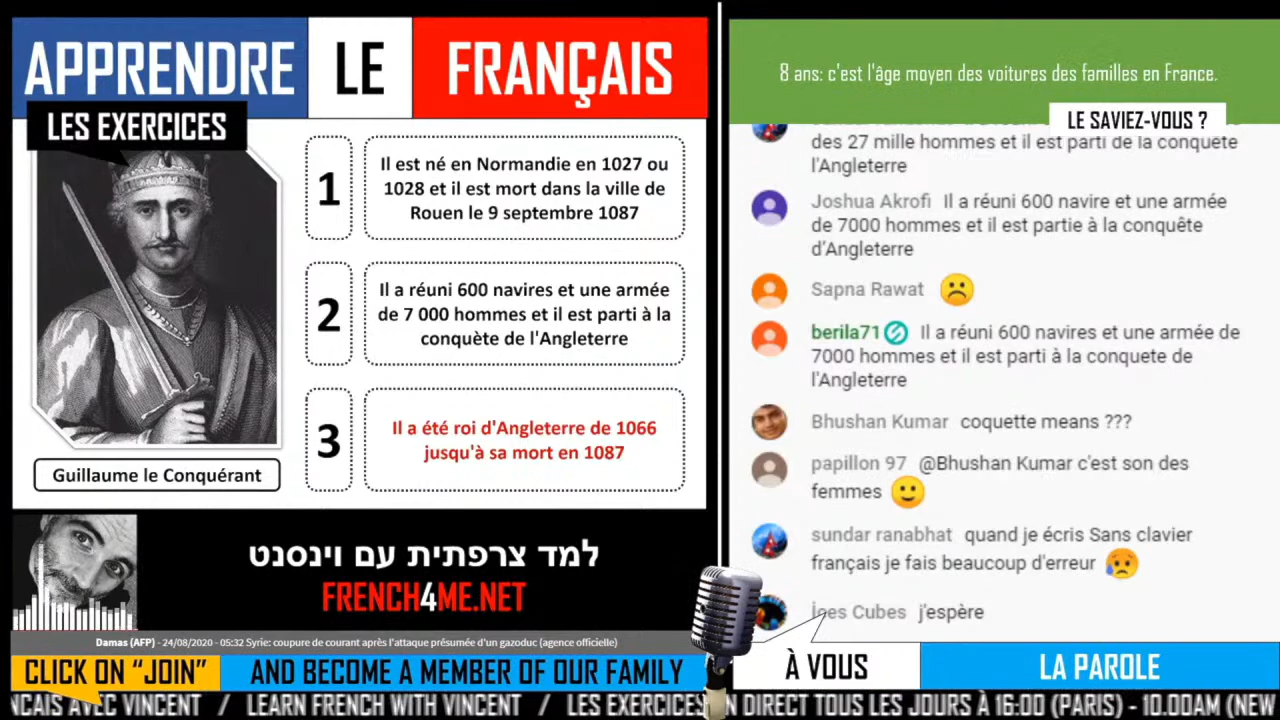 APPRENDRE LE FRANÇAIS
LES EXERCICES
1
Il est né en Normandie en 1027 ou
1028 et il est mort dans la ville de
Rouen le 9 septembre 1087
2
Il a réuni 600 navires et une armée
de 7 000 hommes et il est parti à la
conquète de l'Angleterre
3
Il a été roi d'Angleterre de 1066
jusqu'à sa mort en 1087
Guillaume le Conquérant
למד צרפתית עם וינסנט
FRENCH4ME.NET
Damas (AFP) - 24/08/2020 - 05:32 Syrie: coupure de courant après l'attaque présumée d'un gazoduc (agence officielle)
CLICK ON “JOIN” AND BECOME A MEMBER OF OUR FAMILY
8 ans: c'est l'âge moyen des voitures des familles en France.
LE SAVIEZ-VOUS ?
des 27 mille hommes et il est parti de la conquête
l'Angleterre
Joshua Akrofi Il a réuni 600 navire et une armée
de 7000 hommes et il est partie à la conquête
d'Angleterre
Sapna Rawat ☹️
berila71 Il a réuni 600 navires et une armée de
7000 hommes et il est parti à la conquete de
l'Angleterre
Bhushan Kumar coquette means ???
papillon 97 @Bhushan Kumar c'est son des
femmes 🙂
sundar ranabhat quand je écris Sans clavier
français je fais beaucoup d'erreur 😥
Cubes j'espère
À VOUS LA PAROLE
AVEC VINCENT / LEARN FRENCH WITH VINCENT / LES EXERCICES DIRECT TOUS LES JOURS À 16:00 (PARIS) - 10.00AM (NEW